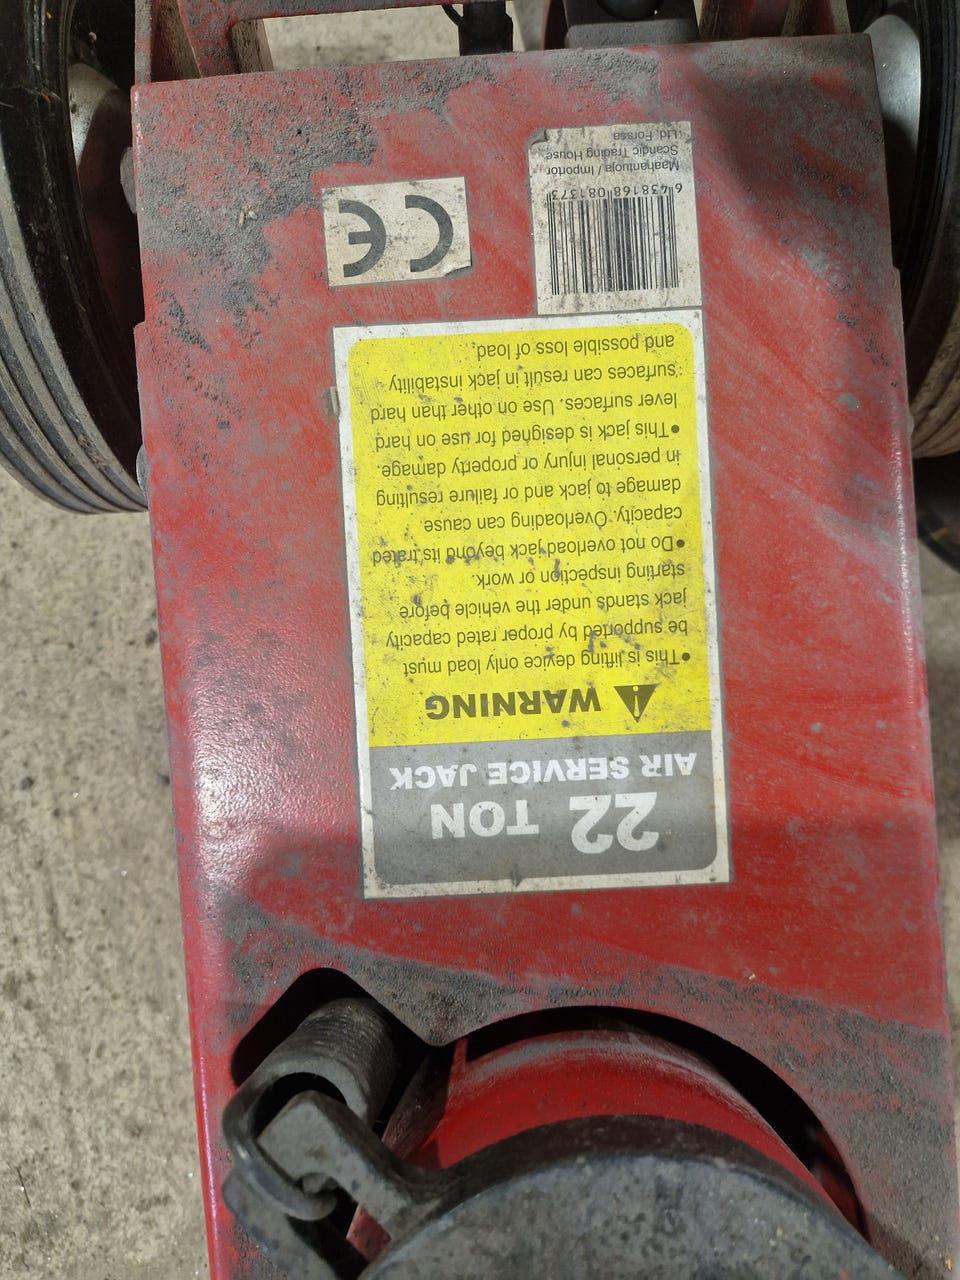 22 TON
AIR SERVICE JACK
WARNING
•This is lifting device only load must
be supported by proper rated capacity
jack stands under the vehicle before
starting inspection or work.
•Do not overload jack beyond its trated
capacity. Overloading can cause
damage to jack and or failure resulting
in personal injury or property damage.
•This jack is designed for use on hard
lever surfaces. Use on other than hard
surfaces can result in jack instability
and possible loss of load.
6 438168 081373
Maahantuoja / Importor
Scandic Trading House
Ltd, Forssa
CE